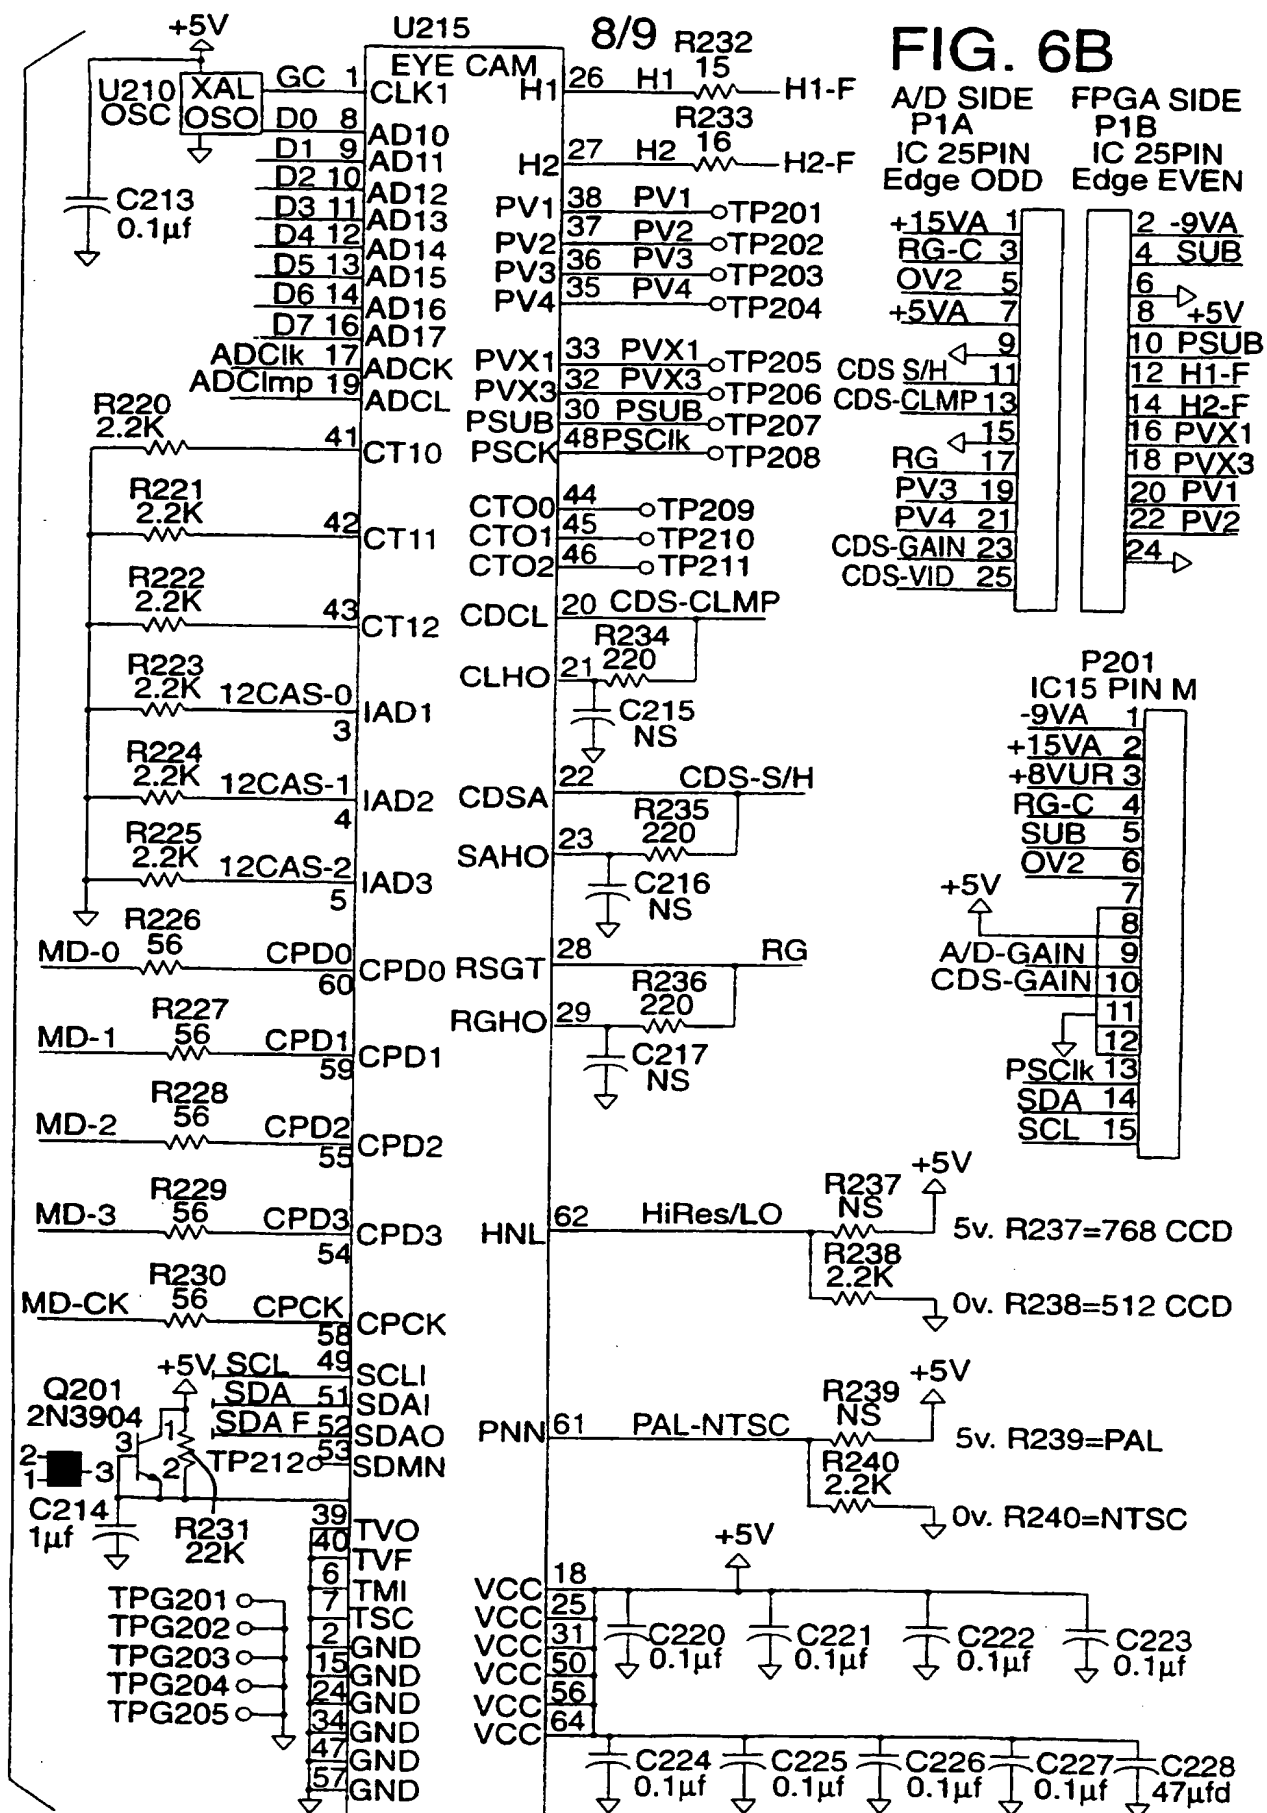 8/9
FIG. 6B
+5V
U210
OSC
XAL
OSO
C213
0.1µf
U215
EYE CAM
GC 1 CLK1
D0 8 AD10
D1 9 AD11
D2 10 AD12
D3 11 AD13
D4 12 AD14
D5 13 AD15
D6 14 AD16
D7 16 AD17
ADClk 17 ADCK
ADClmp 19 ADCL
R220
2.2K
41 CT10
R221
2.2K
42 CT11
R222
2.2K
43 CT12
R223
2.2K 12CAS-0
3 IAD1
R224
2.2K 12CAS-1
4 IAD2
R225
2.2K 12CAS-2
5 IAD3
R226
MD-0 56 CPD0
60 CPD0
R227
MD-1 56 CPD1
59 CPD1
R228
MD-2 56 CPD2
55 CPD2
R229
MD-3 56 CPD3
54 CPD3
R230
MD-CK 56 CPCK
58 CPCK
+5V SCL 49 SCLI
SDA 51 SDAI
SDA F 52 SDAO
TP212 53 SDMN
Q201
2N3904
3 1 2
2 1 3
C214
1µf
R231
22K
39 TVO
40 TVF
6 TMI
7 TSC
2 GND
15 GND
24 GND
34 GND
47 GND
57 GND
TPG201
TPG202
TPG203
TPG204
TPG205
R232
H1 26 H1 15 H1-F
R233
H2 27 H2 16 H2-F
PV1 38 PV1 TP201
PV2 37 PV2 TP202
PV3 36 PV3 TP203
PV4 35 PV4 TP204
PVX1 33 PVX1 TP205
PVX3 32 PVX3 TP206
PSUB 30 PSUB TP207
PSCK 48 PSClk TP208
CTO0 44 TP209
CTO1 45 TP210
CTO2 46 TP211
CDCL 20 CDS-CLMP
R234
CLHO 21 220
C215
NS
CDSA 22 CDS-S/H
R235
SAHO 23 220
C216
NS
RSGT 28 RG
R236
RGHO 29 220
C217
NS
+5V
R237
NS
HNL 62 HiRes/LO
5v. R237=768 CCD
R238
2.2K
0v. R238=512 CCD
+5V
R239
NS
PNN 61 PAL-NTSC
5v. R239=PAL
R240
2.2K
0v. R240=NTSC
+5V
VCC 18
VCC 25
VCC 31
VCC 50
VCC 56
VCC 64
C220
0.1µf
C221
0.1µf
C222
0.1µf
C223
0.1µf
C224
0.1µf
C225
0.1µf
C226
0.1µf
C227
0.1µf
C228
47µfd
A/D SIDE
P1A
IC 25PIN
Edge ODD
+15VA 1
RG-C 3
OV2 5
+5VA 7
9
CDS S/H 11
CDS-CLMP 13
15
RG 17
PV3 19
PV4 21
CDS-GAIN 23
CDS-VID 25
FPGA SIDE
P1B
IC 25PIN
Edge EVEN
2 -9VA
4 SUB
6
8 +5V
10 PSUB
12 H1-F
14 H2-F
16 PVX1
18 PVX3
20 PV1
22 PV2
24
P201
IC15 PIN M
-9VA 1
+15VA 2
+8VUR 3
RG-C 4
SUB 5
OV2 6
+5V 7
8
A/D-GAIN 9
CDS-GAIN 10
11
12
PSClk 13
SDA 14
SCL 15